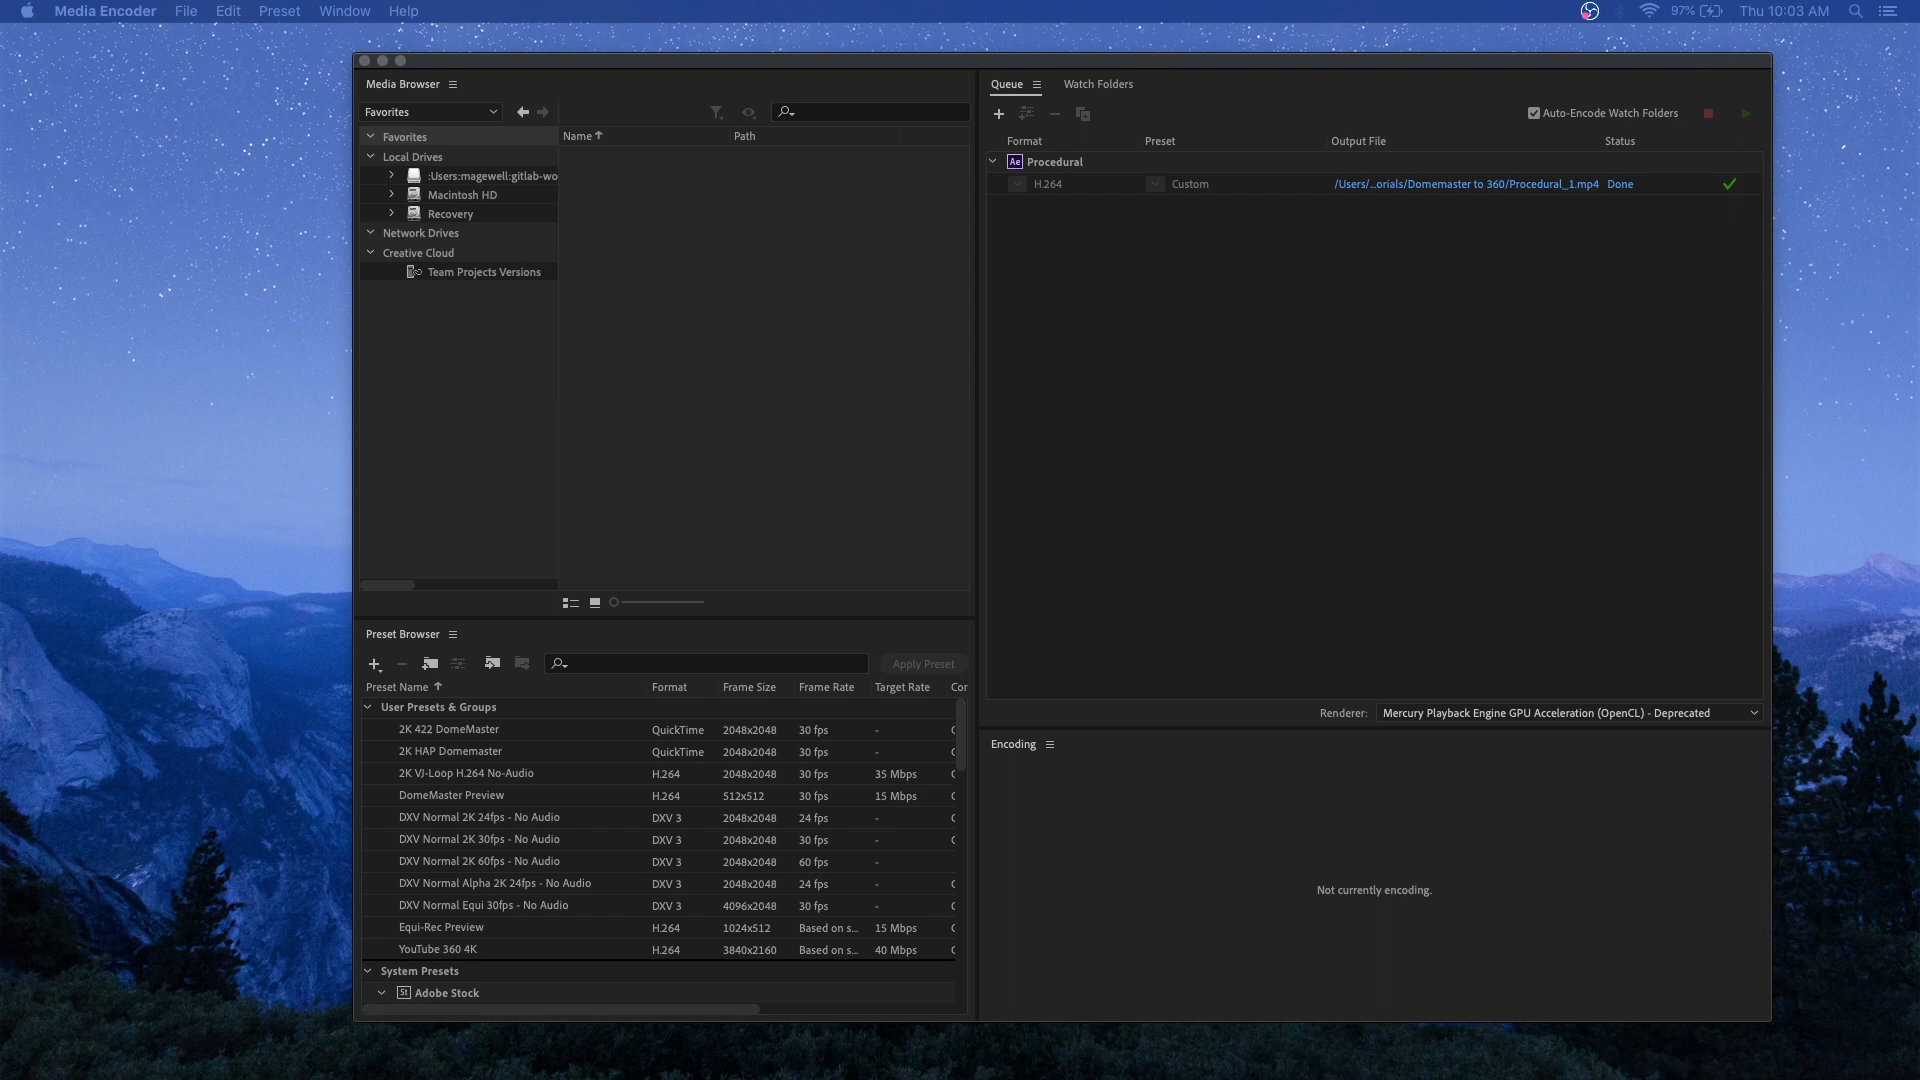 Media Encoder File Edit Preset Window Help
97% Thu 10:03 AM
Media Browser
Favorites
Name Path
Favorites
Local Drives
:Users:magewell:gitlab-wo
Macintosh HD
Recovery
Network Drives
Creative Cloud
Team Projects Versions
Queue Watch Folders
Auto-Encode Watch Folders
Format Preset Output File Status
Ae Procedural
H.264 Custom /Users/...orials/Domemaster to 360/Procedural_1.mp4 Done
Renderer: Mercury Playback Engine GPU Acceleration (OpenCL) - Deprecated
Preset Browser
Apply Preset
Preset Name Format Frame Size Frame Rate Target Rate Cor
User Presets & Groups
2K 422 DomeMaster QuickTime 2048x2048 30 fps -
2K HAP Domemaster QuickTime 2048x2048 30 fps -
2K VJ-Loop H.264 No-Audio H.264 2048x2048 30 fps 35 Mbps
DomeMaster Preview H.264 512x512 30 fps 15 Mbps
DXV Normal 2K 24fps - No Audio DXV 3 2048x2048 24 fps -
DXV Normal 2K 30fps - No Audio DXV 3 2048x2048 30 fps -
DXV Normal 2K 60fps - No Audio DXV 3 2048x2048 60 fps -
DXV Normal Alpha 2K 24fps - No Audio DXV 3 2048x2048 24 fps -
DXV Normal Equi 30fps - No Audio DXV 3 4096x2048 30 fps -
Equi-Rec Preview H.264 1024x512 Based on s... 15 Mbps
YouTube 360 4K H.264 3840x2160 Based on s... 40 Mbps
System Presets
St Adobe Stock
Encoding
Not currently encoding.